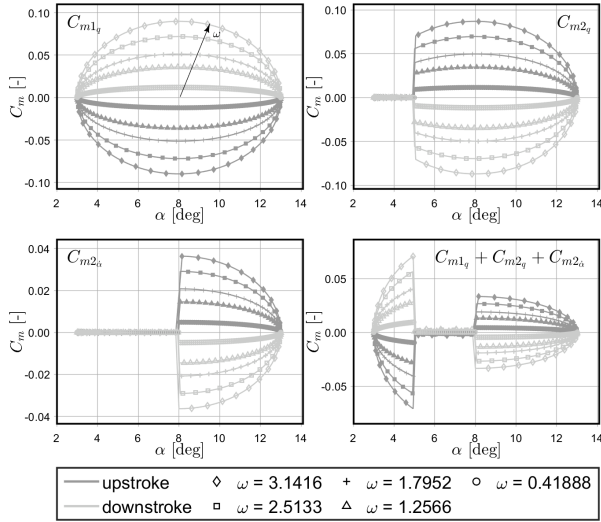 C_{m1_q}
ω
C_m [-]
0.10
0.05
0.00
-0.05
-0.10
2 4 6 8 10 12 14
α [deg]
C_{m2_q}
C_m [-]
0.10
0.05
0.00
-0.05
-0.10
2 4 6 8 10 12 14
α [deg]
C_{m2_{\dot{α}}}
C_m [-]
0.04
0.02
0.00
-0.02
-0.04
2 4 6 8 10 12 14
α [deg]
C_{m1_q} + C_{m2_q} + C_{m2_{\dot{α}}}
C_m [-]
0.05
0.00
-0.05
2 4 6 8 10 12 14
α [deg]
upstroke ω = 3.1416 ω = 1.7952 ω = 0.41888
downstroke ω = 2.5133 ω = 1.2566